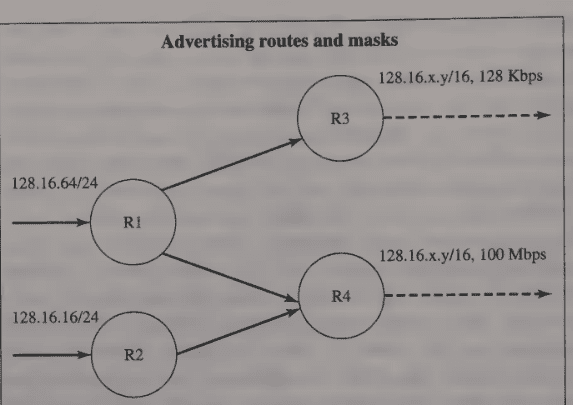 Advertising routes and masks
128.16.x.y/16, 128 Kbps
R3
128.16.64/24
R1
128.16.x.y/16, 100 Mbps
R4
128.16.16/24
R2